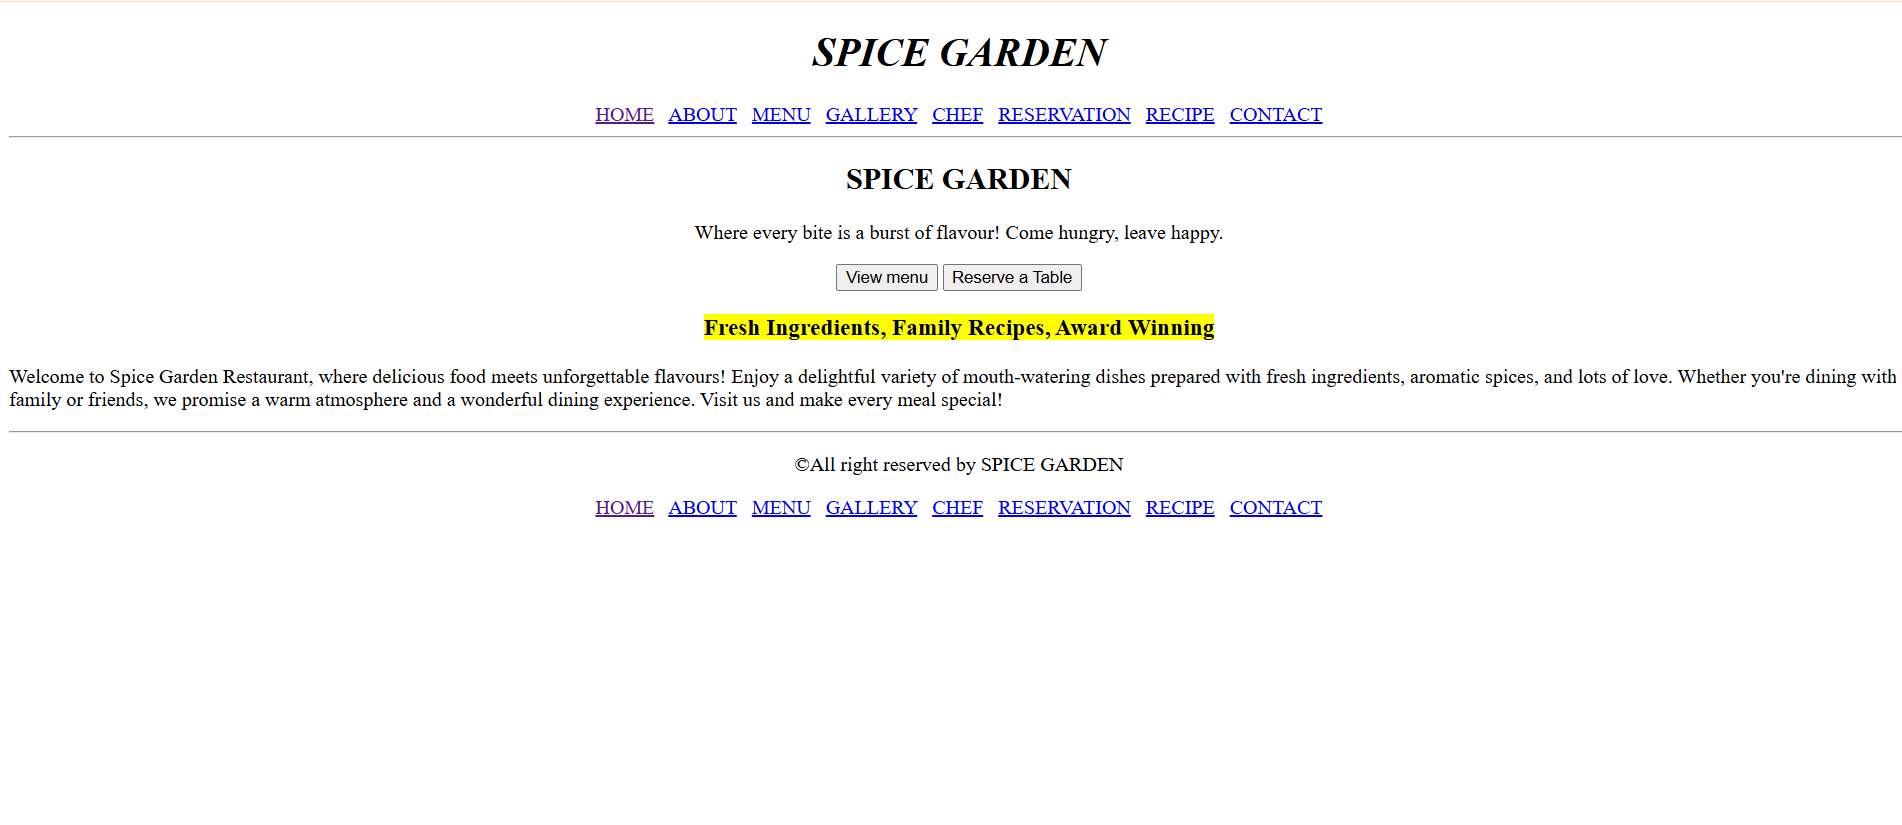 SPICE GARDEN
HOME ABOUT MENU GALLERY CHEF RESERVATION RECIPE CONTACT
SPICE GARDEN
Where every bite is a burst of flavour! Come hungry, leave happy.
View menu Reserve a Table
Fresh Ingredients, Family Recipes, Award Winning
Welcome to Spice Garden Restaurant, where delicious food meets unforgettable flavours! Enjoy a delightful variety of mouth-watering dishes prepared with fresh ingredients, aromatic spices, and lots of love. Whether you're dining with
family or friends, we promise a warm atmosphere and a wonderful dining experience. Visit us and make every meal special!
©All right reserved by SPICE GARDEN
HOME ABOUT MENU GALLERY CHEF RESERVATION RECIPE CONTACT